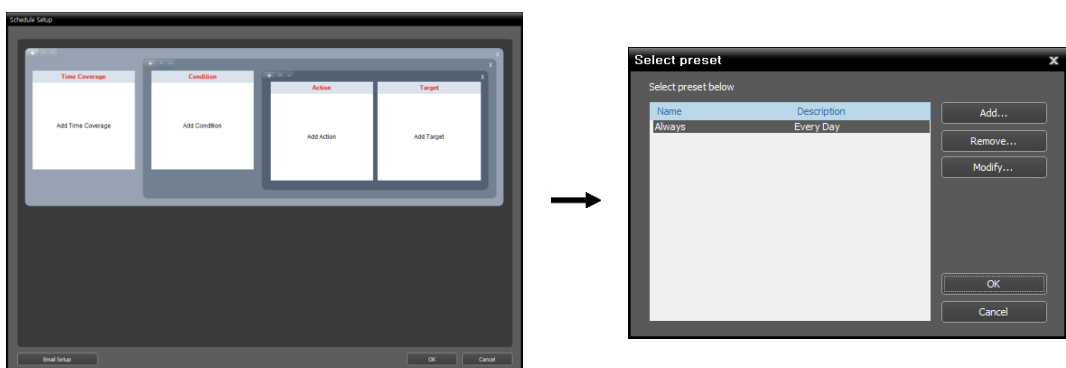 Schedule Setup
+ - -
x
+ - -
x
+ - -
x
Time Coverage
Condition
Action
Target
Add Time Coverage
Add Condition
Add Action
Add Target
Email Setup
OK
Cancel
Select preset
x
Select preset below
Name Description
Always Every Day
Add...
Remove...
Modify...
OK
Cancel